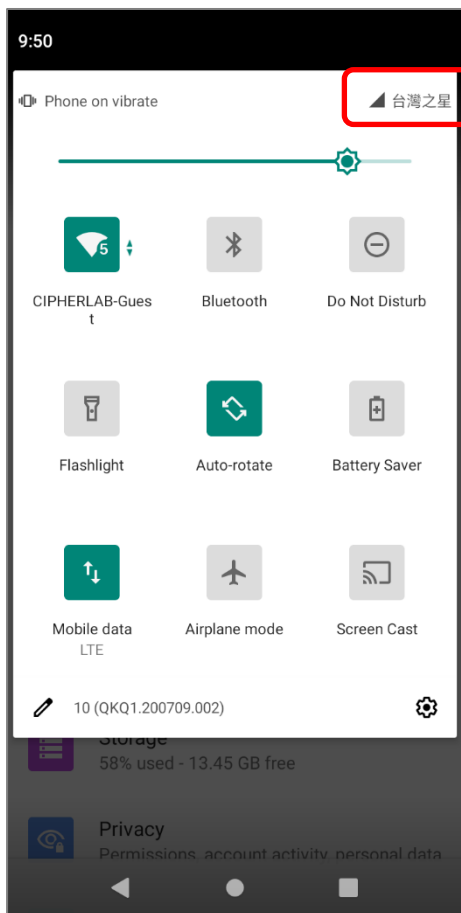 9:50
Phone on vibrate
台灣之星
5
CIPHERLAB-Gues
t
Bluetooth
Do Not Disturb
Flashlight
Auto-rotate
Battery Saver
Mobile data
LTE
Airplane mode
Screen Cast
10 (QKQ1.200709.002)
Storage
58% used - 13.45 GB free
Privacy
Permissions, account activity, personal data